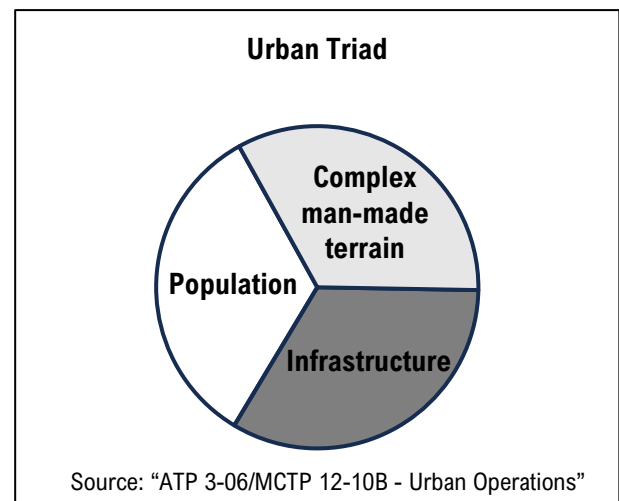 Urban Triad
Complex
man-made
terrain
Population
Infrastructure
Source: “ATP 3-06/MCTP 12-10B - Urban Operations”